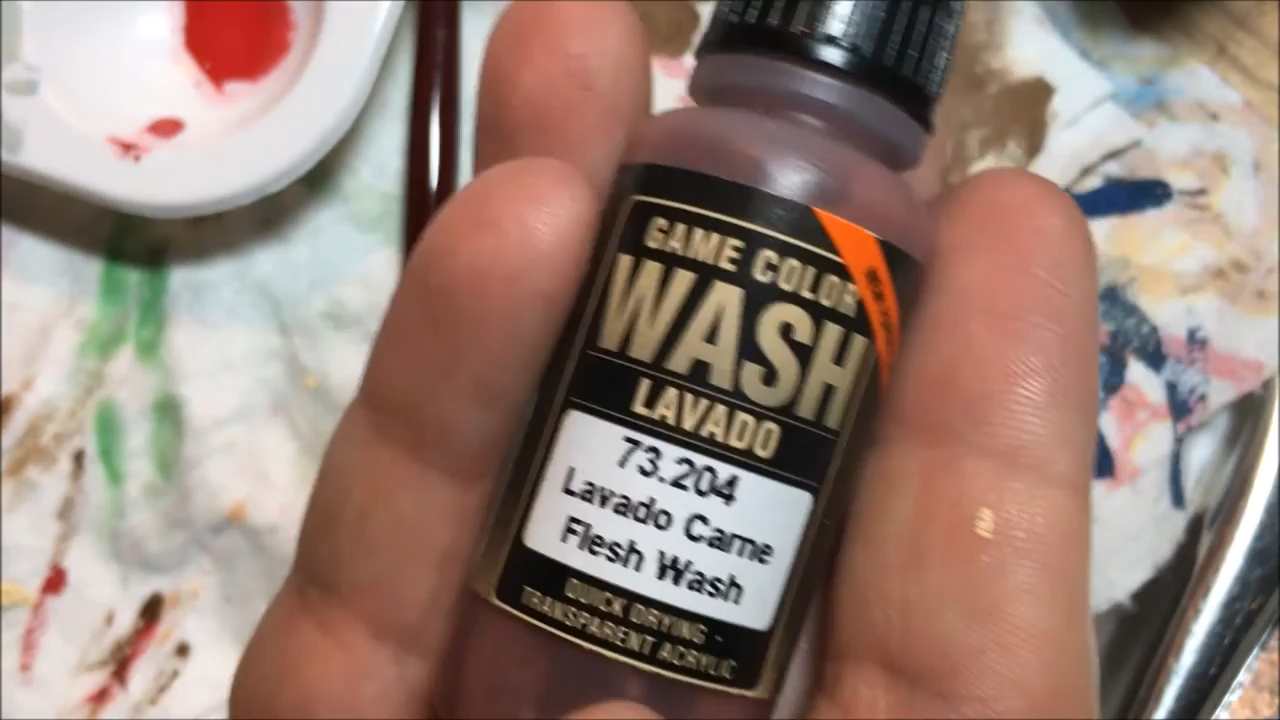 GAME COLOR
WASH
LAVADO
73.204
Lavado Carne
Flesh Wash
QUICK DRYING -
TRANSPARENT ACRYLIC